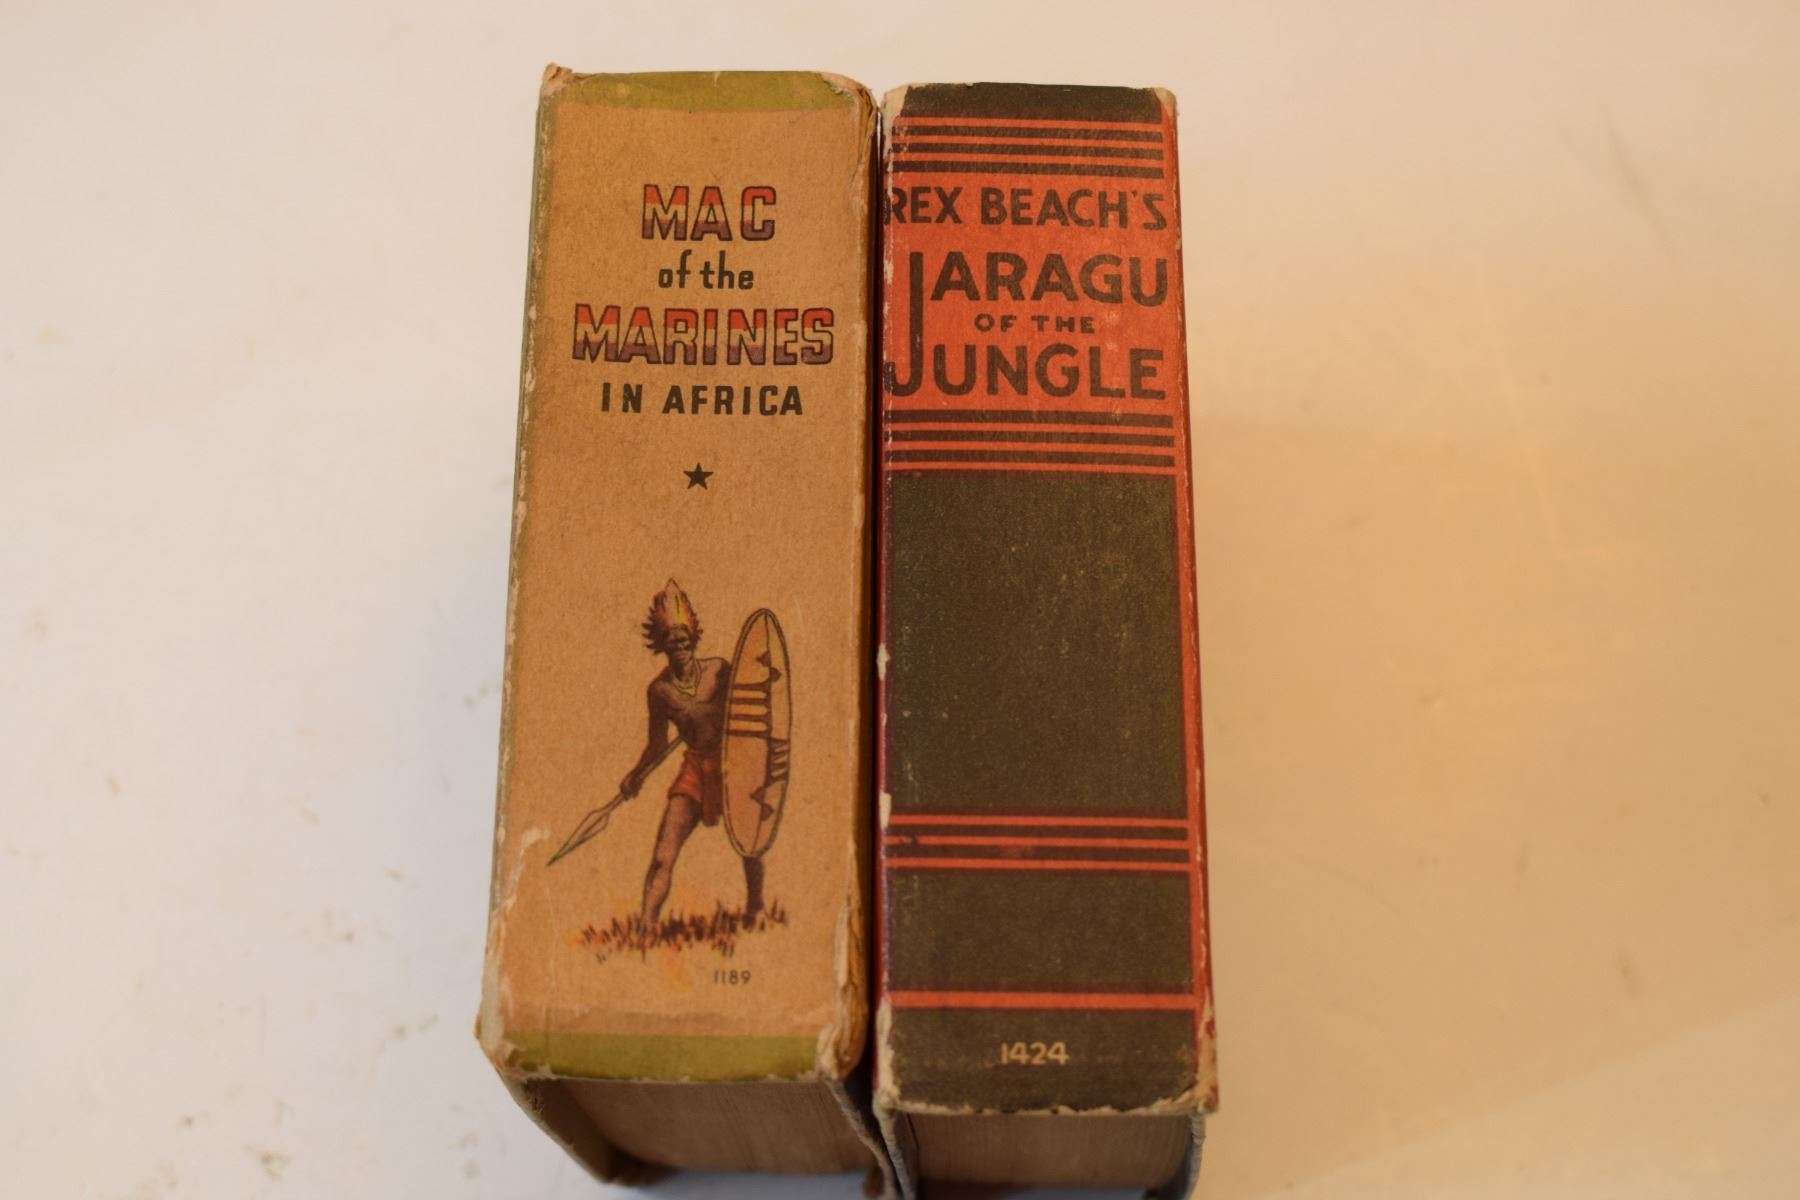 MAC
of the
MARINES
IN AFRICA
1189
REX BEACH'S
JARAGU
OF THE
JUNGLE
1424